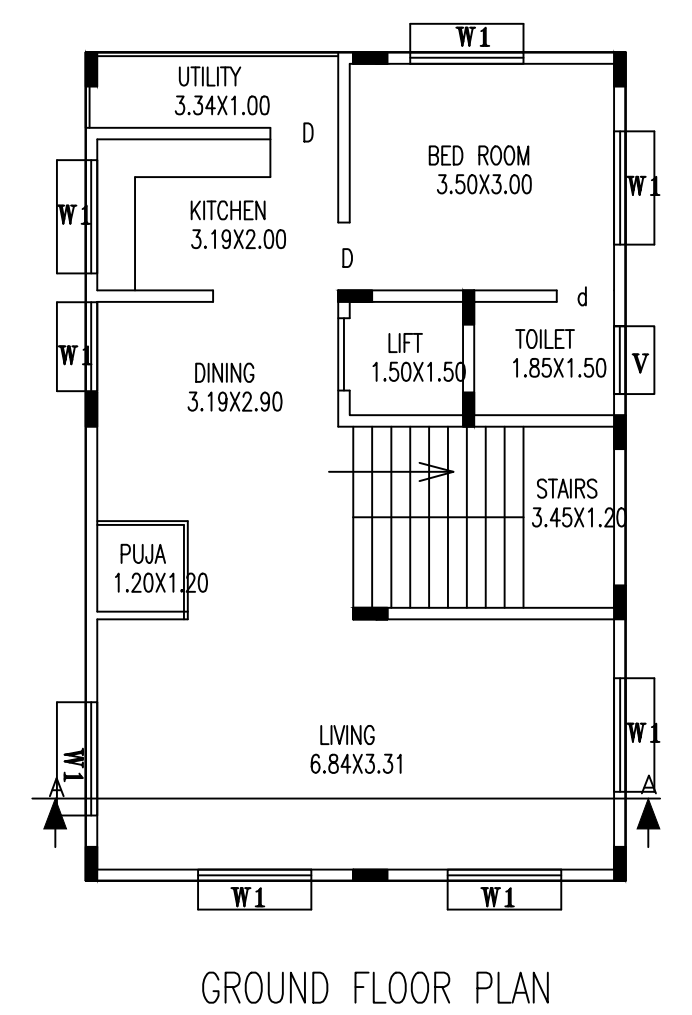 W1
UTILITY
3.34X1.00
D
BED ROOM
3.50X3.00
W1
W1
KITCHEN
3.19X2.00
D
d
W1
LIFT
1.50X1.50
TOILET
1.85X1.50
V
DINING
3.19X2.90
STAIRS
3.45X1.20
PUJA
1.20X1.20
LIVING
6.84X3.31
W1
W1
A
A
W1
W1
GROUND FLOOR PLAN